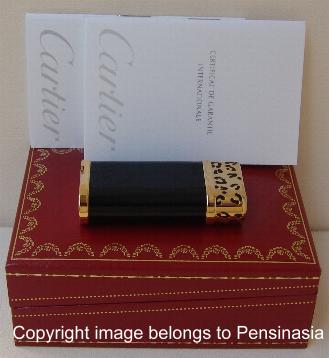 Cartier
Cartier
CERTIFICAT DE GARANTIE
INTERNATIONALE
Copyright image belongs to Pensinasia